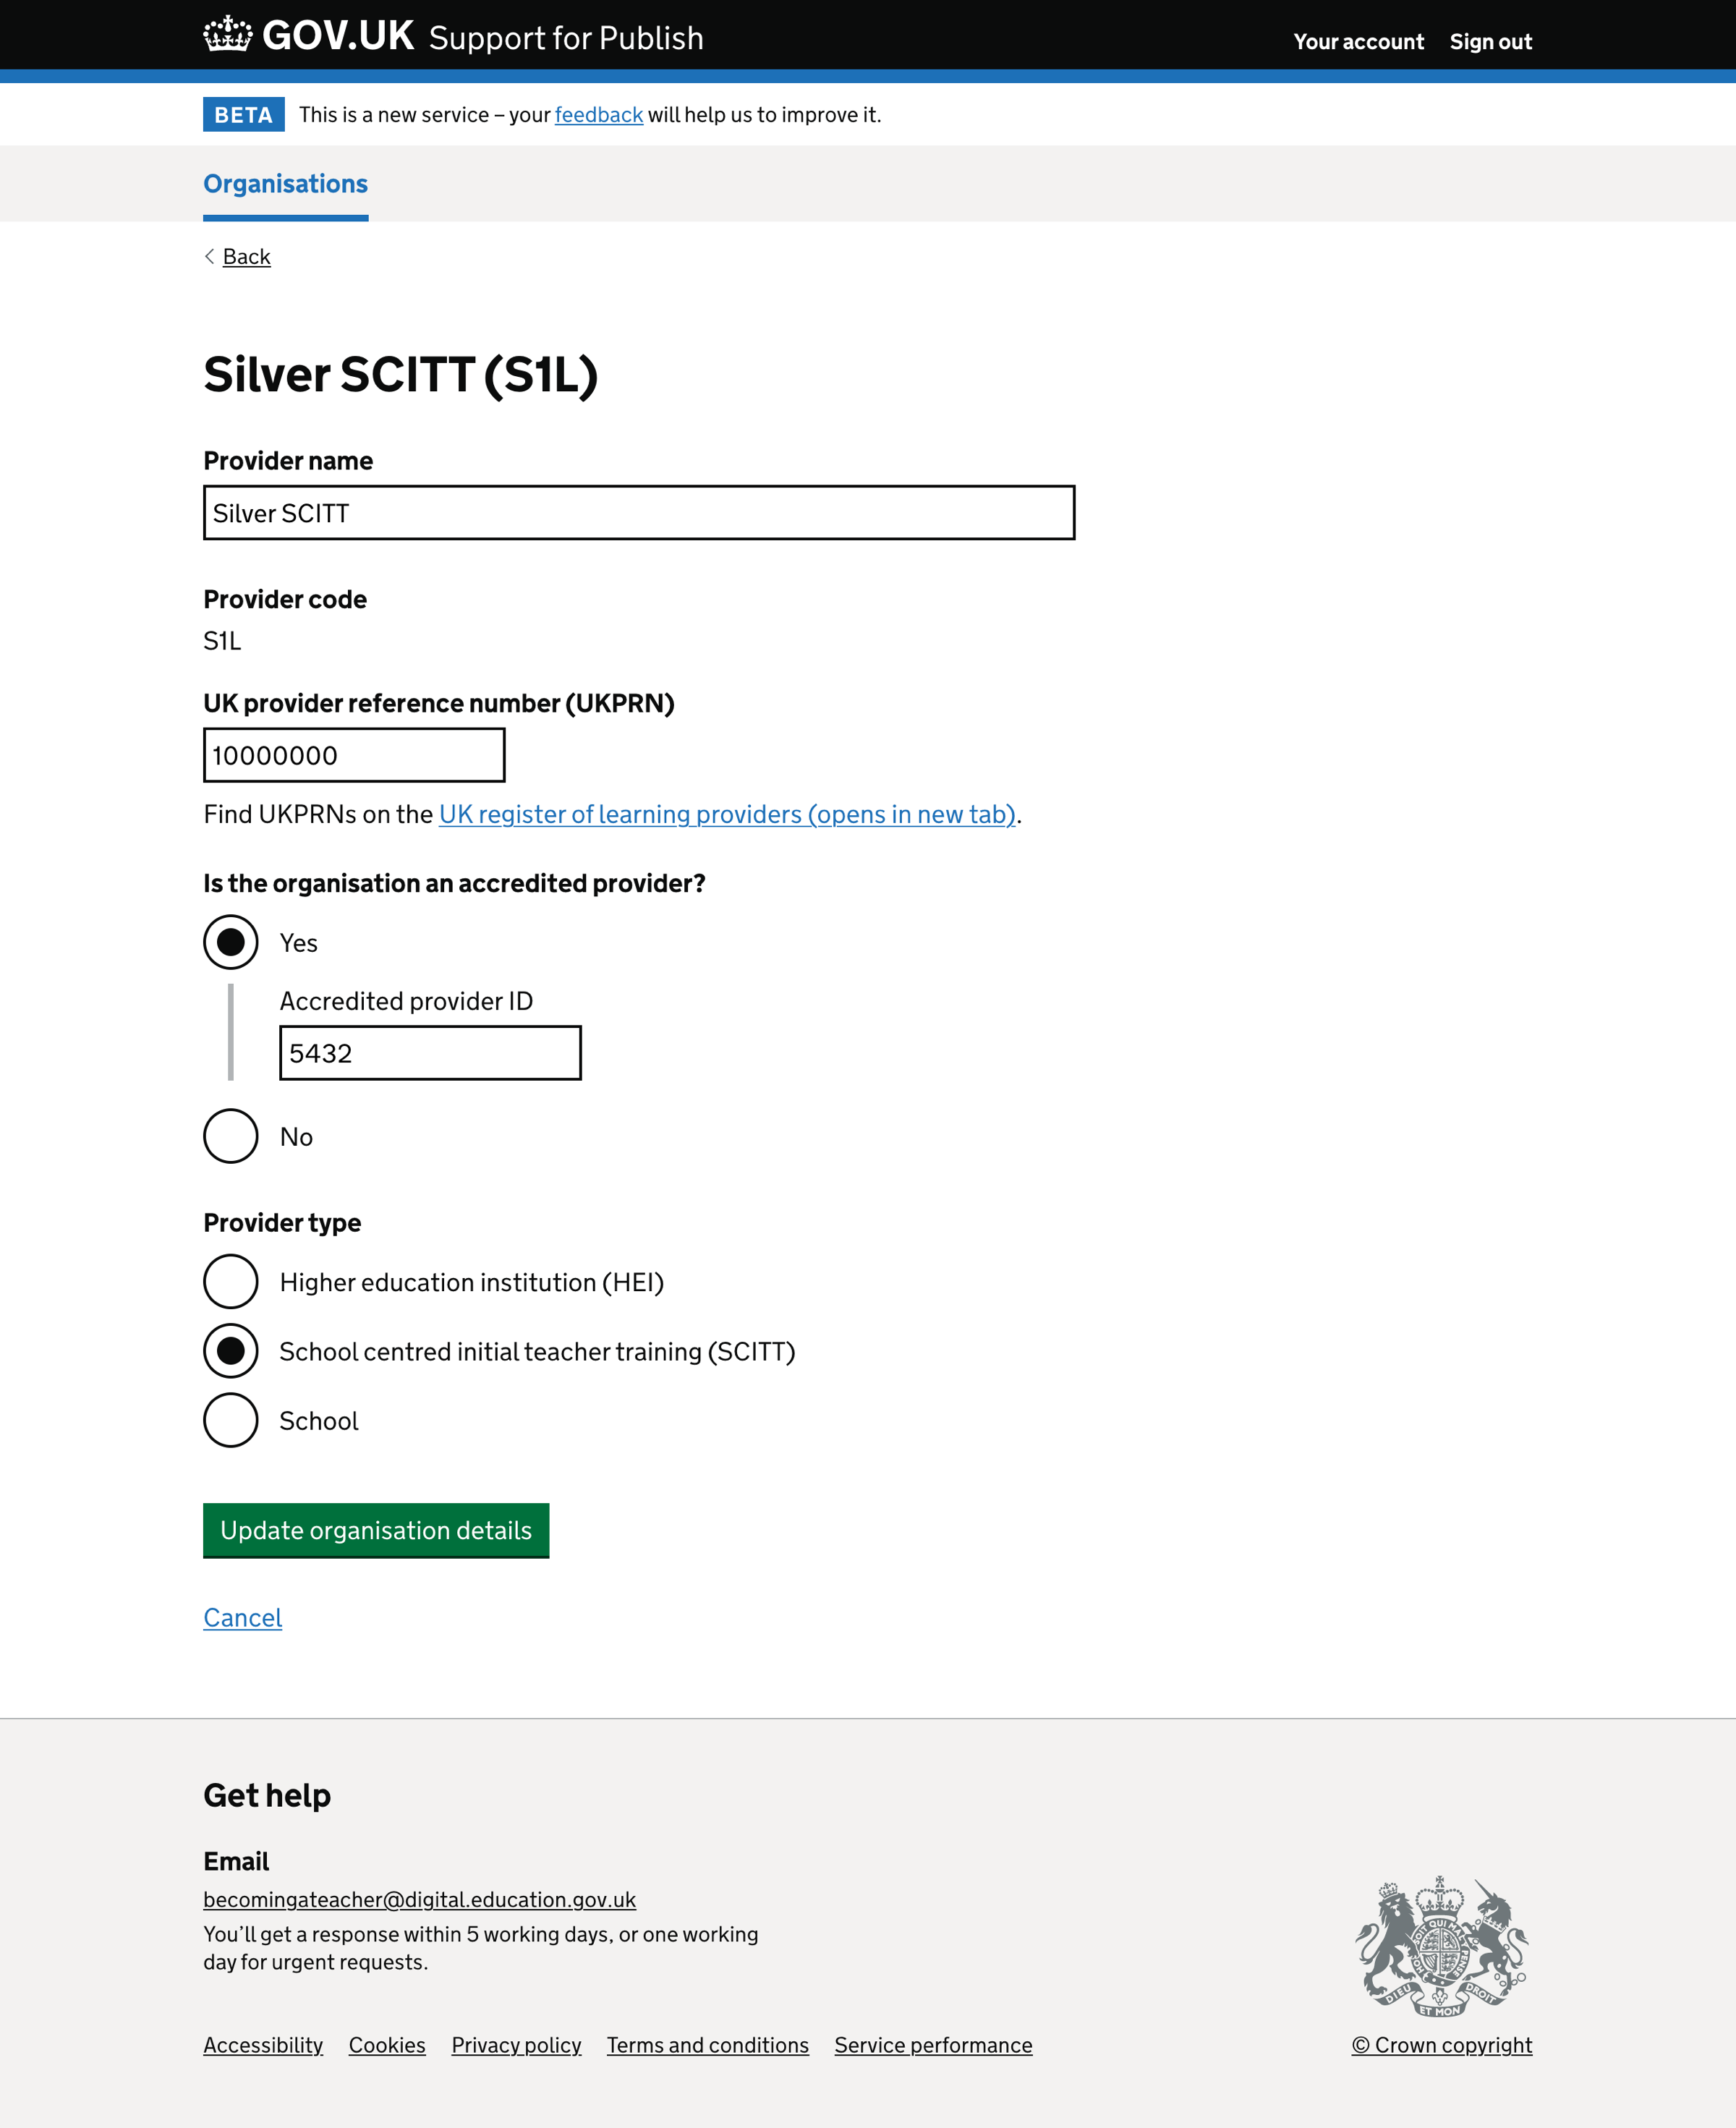 GOV.UK Support for Publish
Your account Sign out
BETA This is a new service – your feedback will help us to improve it.
Organisations
Back
Silver SCITT (S1L)
Provider name
Silver SCITT
Provider code
S1L
UK provider reference number (UKPRN)
10000000
Find UKPRNs on the UK register of learning providers (opens in new tab).
Is the organisation an accredited provider?
Yes
Accredited provider ID
5432
No
Provider type
Higher education institution (HEI)
School centred initial teacher training (SCITT)
School
Update organisation details
Cancel
Get help
Email
becomingateacher@digital.education.gov.uk
You’ll get a response within 5 working days, or one working
day for urgent requests.
DIEU ET MON DROIT
Accessibility Cookies Privacy policy Terms and conditions Service performance
© Crown copyright